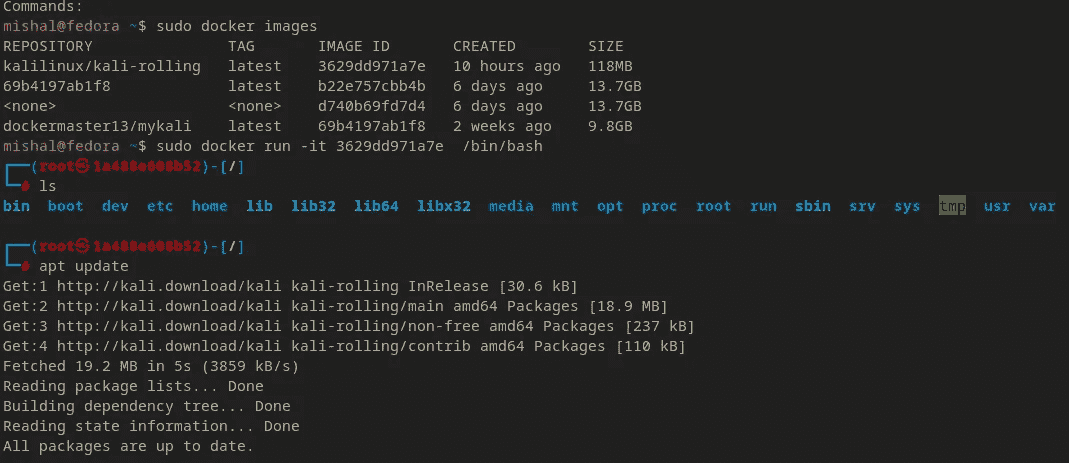 Commands:
mishal@fedora ~$ sudo docker images
REPOSITORY               TAG       IMAGE ID       CREATED        SIZE
kalilinux/kali-rolling   latest    3629dd971a7e   10 hours ago   118MB
69b4197ab1f8             latest    b22e757cbb4b   6 days ago     13.7GB
<none>                   <none>    d740b69fd7d4   6 days ago     13.7GB
dockermaster13/mykali    latest    69b4197ab1f8   2 weeks ago    9.8GB
mishal@fedora ~$ sudo docker run -it 3629dd971a7e  /bin/bash
┌──(root㉿1a488e608b52)-[/]
└─ ls
bin  boot  dev  etc  home  lib  lib32  lib64  libx32  media  mnt  opt  proc  root  run  sbin  srv  sys  tmp  usr  var
┌──(root㉿1a488e608b52)-[/]
└─ apt update
Get:1 http://kali.download/kali kali-rolling InRelease [30.6 kB]
Get:2 http://kali.download/kali kali-rolling/main amd64 Packages [18.9 MB]
Get:3 http://kali.download/kali kali-rolling/non-free amd64 Packages [237 kB]
Get:4 http://kali.download/kali kali-rolling/contrib amd64 Packages [110 kB]
Fetched 19.2 MB in 5s (3859 kB/s)
Reading package lists... Done
Building dependency tree... Done
Reading state information... Done
All packages are up to date.